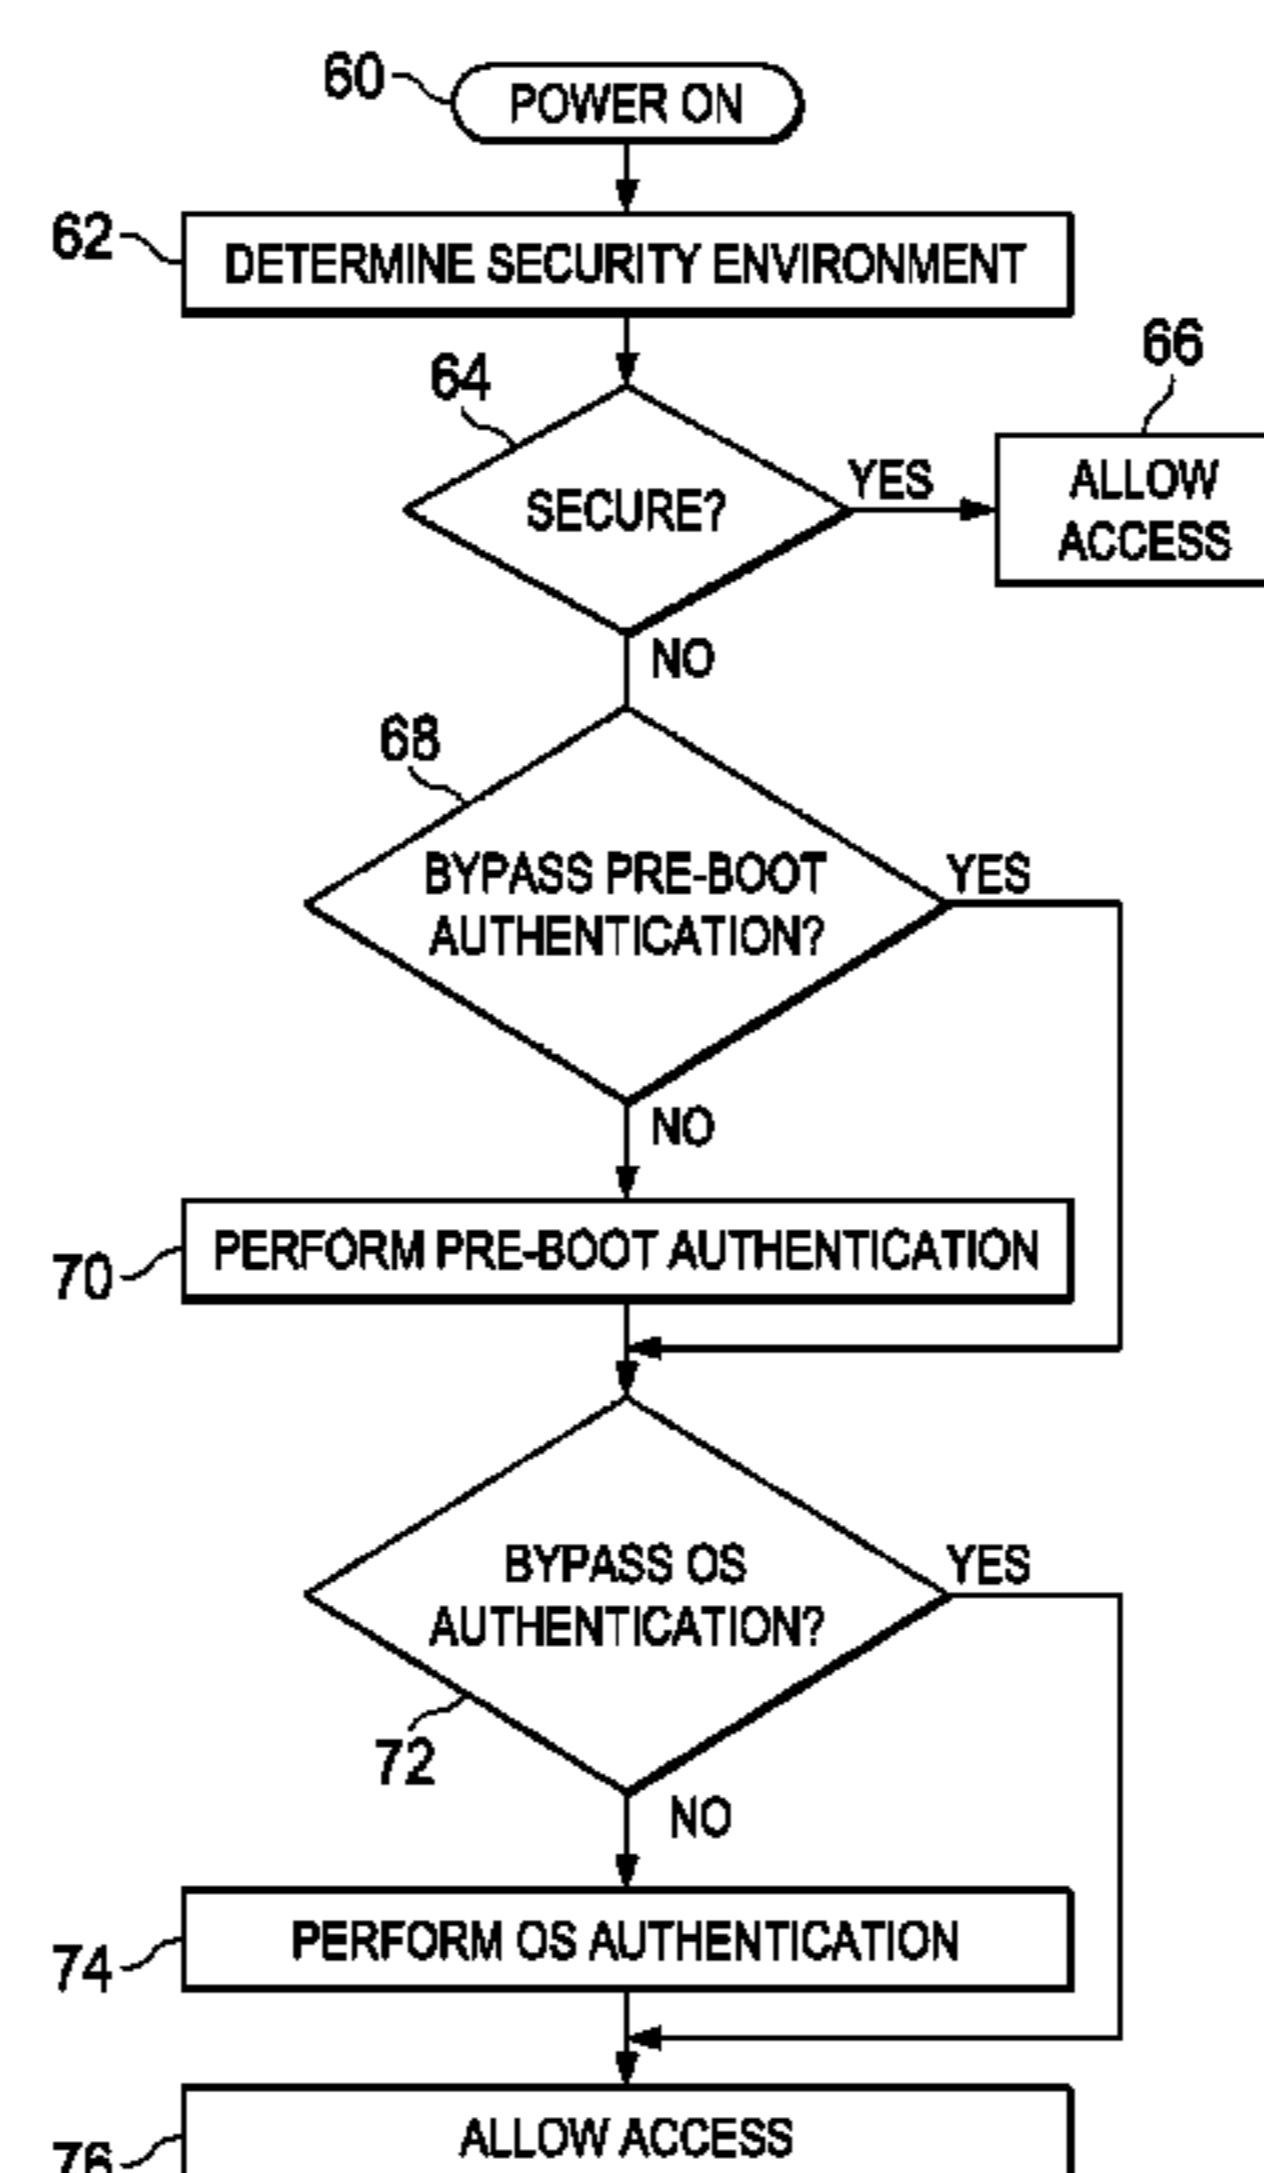 60
POWER ON
62
DETERMINE SECURITY ENVIRONMENT
64
66
SECURE?
YES
ALLOW
ACCESS
NO
68
BYPASS PRE-BOOT
AUTHENTICATION?
YES
NO
70
PERFORM PRE-BOOT AUTHENTICATION
BYPASS OS
AUTHENTICATION?
YES
72
NO
74
PERFORM OS AUTHENTICATION
76
ALLOW ACCESS